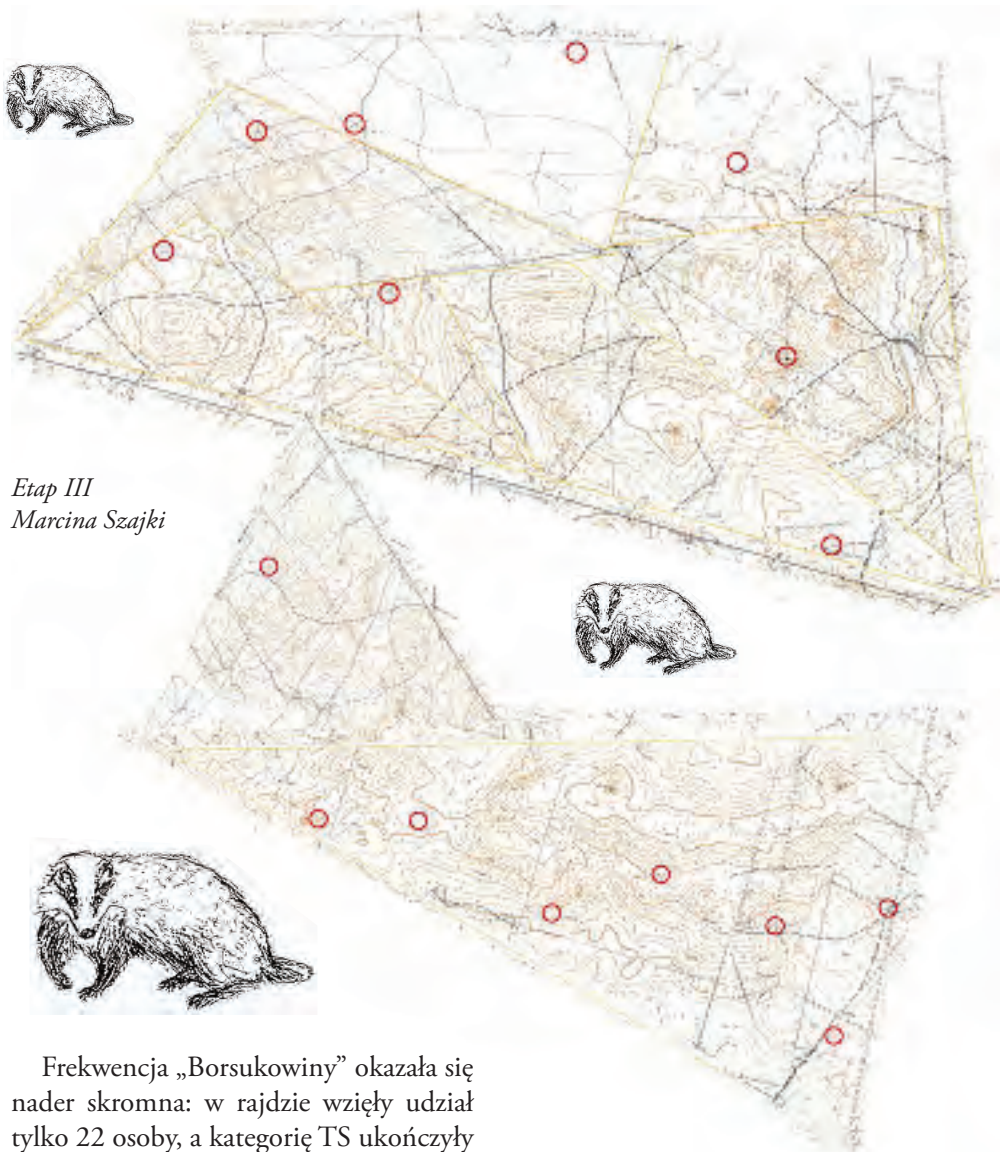 Etap III
Marcina Szajki
Frekwencja „Borsukowiny” okazała się
nader skromna: w rajdzie wzięły udział
tylko 22 osoby, a kategorię TS ukończyły